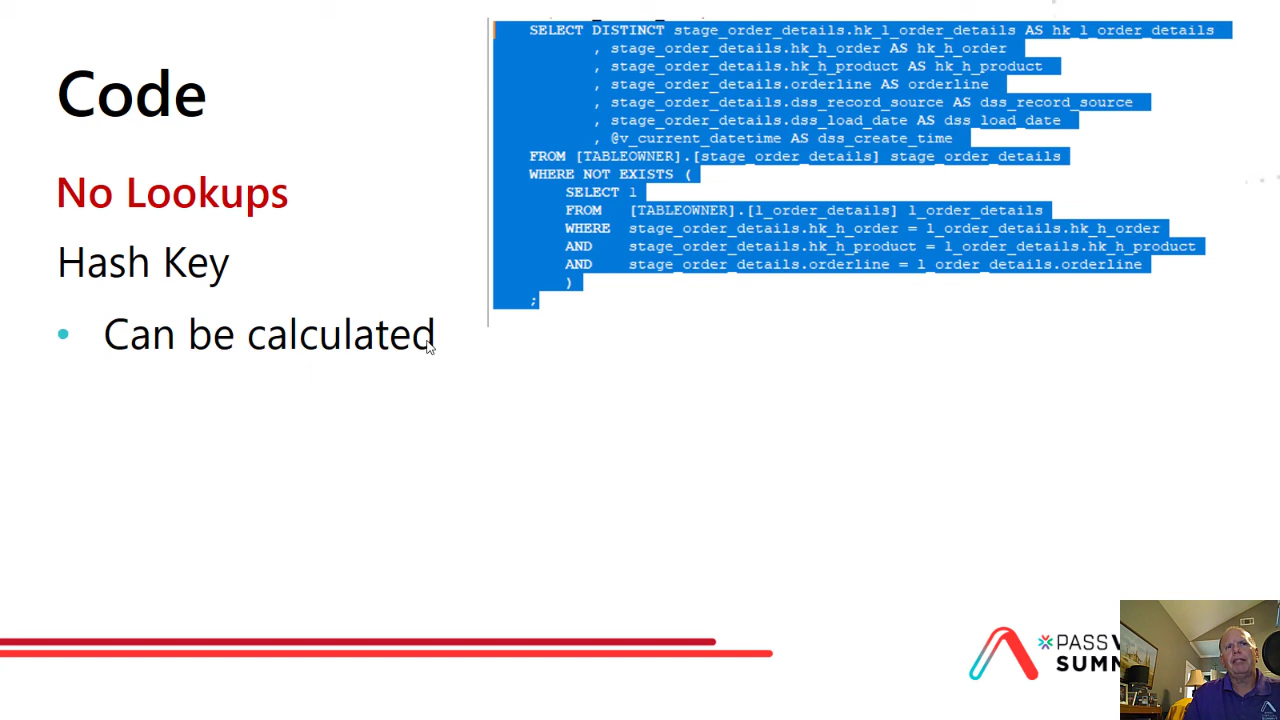 Code
No Lookups
Hash Key
• Can be calculated
SELECT DISTINCT stage_order_details.hk_l_order_details AS hk_l_order_details
, stage_order_details.hk_h_order AS hk_h_order
, stage_order_details.hk_h_product AS hk_h_product
, stage_order_details.orderline AS orderline
, stage_order_details.dss_record_source AS dss_record_source
, stage_order_details.dss_load_date AS dss_load_date
, @v_current_datetime AS dss_create_time
FROM [TABLEOWNER].[stage_order_details] stage_order_details
WHERE NOT EXISTS (
SELECT 1
FROM [TABLEOWNER].[l_order_details] l_order_details
WHERE stage_order_details.hk_h_order = l_order_details.hk_h_order
AND stage_order_details.hk_h_product = l_order_details.hk_h_product
AND stage_order_details.orderline = l_order_details.orderline
)
;
PASS